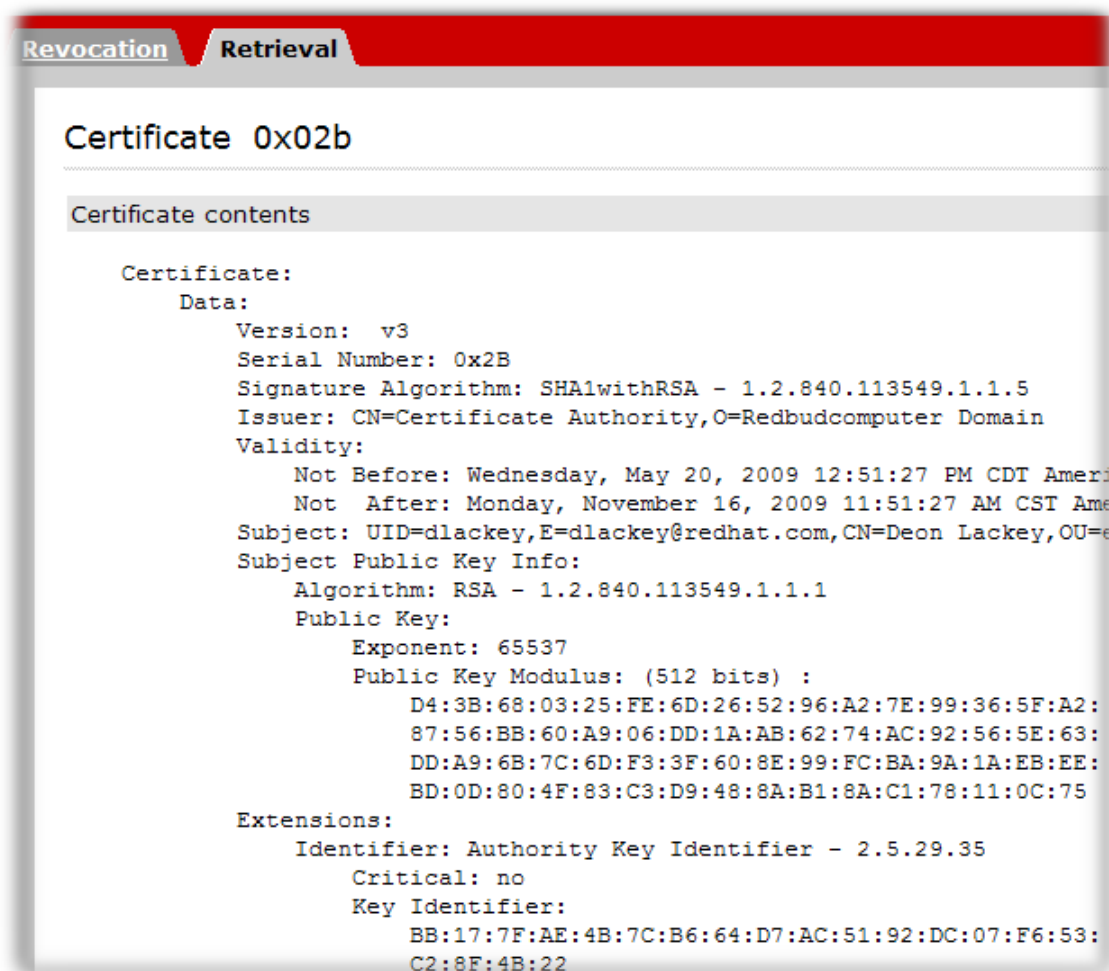 Revocation Retrieval
Certificate 0x02b
Certificate contents
Certificate:
Data:
Version: v3
Serial Number: 0x2B
Signature Algorithm: SHA1withRSA - 1.2.840.113549.1.1.5
Issuer: CN=Certificate Authority,O=Redbudcomputer Domain
Validity:
Not Before: Wednesday, May 20, 2009 12:51:27 PM CDT Ameri
Not After: Monday, November 16, 2009 11:51:27 AM CST Ame
Subject: UID=dlackey,E=dlackey@redhat.com,CN=Deon Lackey,OU=e
Subject Public Key Info:
Algorithm: RSA - 1.2.840.113549.1.1.1
Public Key:
Exponent: 65537
Public Key Modulus: (512 bits) :
D4:3B:68:03:25:FE:6D:26:52:96:A2:7E:99:36:5F:A2:
87:56:BB:60:A9:06:DD:1A:AB:62:74:AC:92:56:5E:63:
DD:A9:6B:7C:6D:F3:3F:60:8E:99:FC:BA:9A:1A:EB:EE:
BD:0D:80:4F:83:C3:D9:48:8A:B1:8A:C1:78:11:0C:75
Extensions:
Identifier: Authority Key Identifier - 2.5.29.35
Critical: no
Key Identifier:
BB:17:7F:AE:4B:7C:B6:64:D7:AC:51:92:DC:07:F6:53:
C2:8F:4B:22